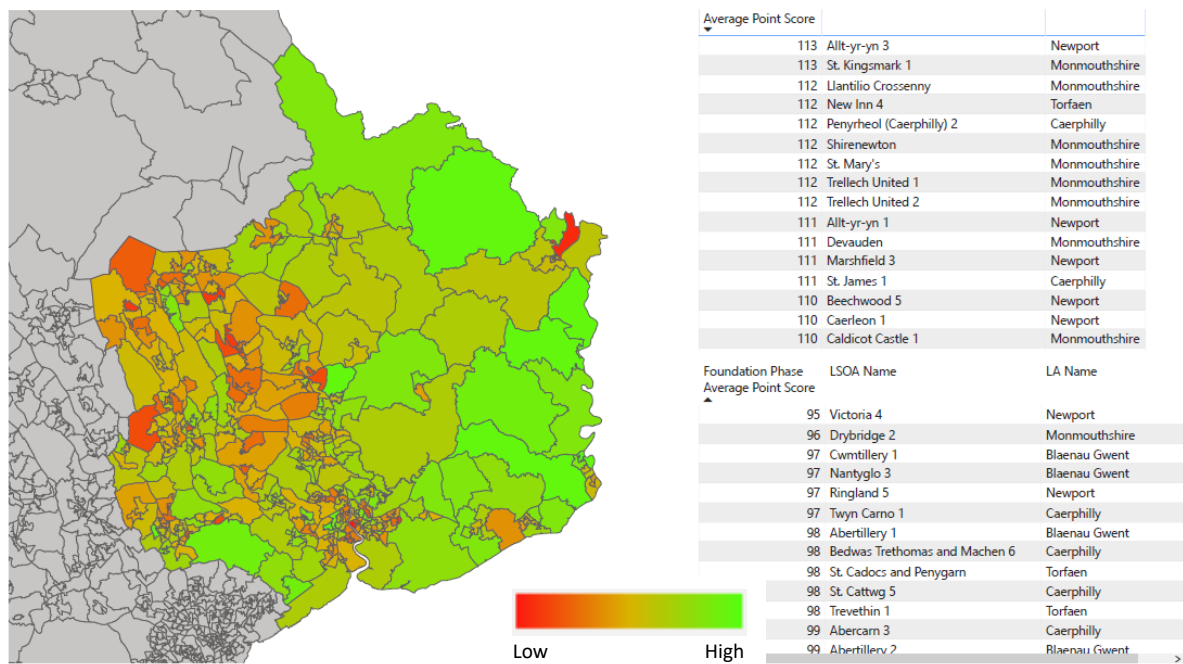 Average Point Score
113 Allt-yr-yn 3 Newport
113 St. Kingsmark 1 Monmouthshire
112 Llantilio Crossenny Monmouthshire
112 New Inn 4 Torfaen
112 Penyrheol (Caerphilly) 2 Caerphilly
112 Shirenewton Monmouthshire
112 St. Mary's Monmouthshire
112 Trellech United 1 Monmouthshire
112 Trellech United 2 Monmouthshire
111 Allt-yr-yn 1 Newport
111 Devauden Monmouthshire
111 Marshfield 3 Newport
111 St. James 1 Caerphilly
110 Beechwood 5 Newport
110 Caerleon 1 Newport
110 Caldicot Castle 1 Monmouthshire
Foundation Phase LSOA Name LA Name
Average Point Score
95 Victoria 4 Newport
96 Drybridge 2 Monmouthshire
97 Cwmtillery 1 Blaenau Gwent
97 Nantyglo 3 Blaenau Gwent
97 Ringland 5 Newport
97 Twyn Carno 1 Caerphilly
98 Abertillery 1 Blaenau Gwent
98 Bedwas Trethomas and Machen 6 Caerphilly
98 St. Cadocs and Penygarn Torfaen
98 St. Cattwg 5 Caerphilly
98 Trevethin 1 Torfaen
99 Abercarn 3 Caerphilly
99 Abertillery 2 Blaenau Gwent
Low High